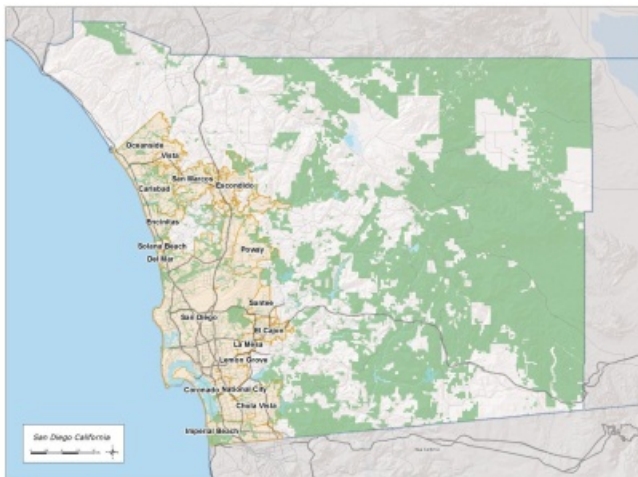 Oceanside
Vista
San Marcos
Escondido
Carlsbad
Encinitas
Solana Beach
Poway
Del Mar
Santee
San Diego
El Cajon
La Mesa
Lemon Grove
Coronado
National City
Chula Vista
Imperial Beach
San Diego California